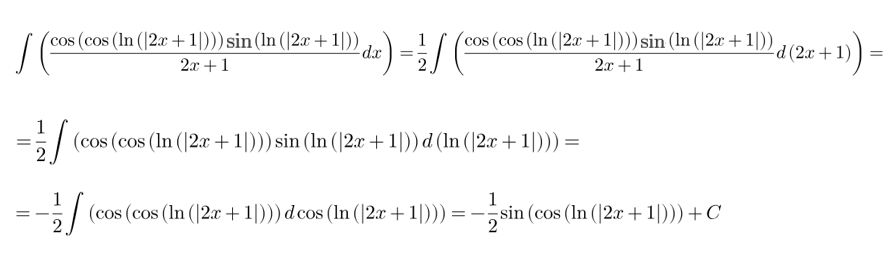 ∫ (cos (cos (ln (|2x + 1|))) sin (ln (|2x + 1|)) / 2x + 1 dx) = 1/2 ∫ (cos (cos (ln (|2x + 1|))) sin (ln (|2x + 1|)) / 2x + 1 d (2x + 1)) =
= 1/2 ∫ (cos (cos (ln (|2x + 1|))) sin (ln (|2x + 1|)) d (ln (|2x + 1|))) =
= − 1/2 ∫ (cos (cos (ln (|2x + 1|))) d cos (ln (|2x + 1|))) = − 1/2 sin (cos (ln (|2x + 1|))) + C